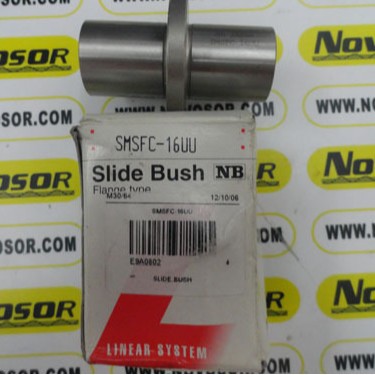 SMSFC-16UU
Slide Bush NB
Flange type
M30/64 12/10/06
SMSFC-16UU
E9A0802
SLIDE BUSH
LINEAR SYSTEM
NOVOSOR
NOVOSOR.COM